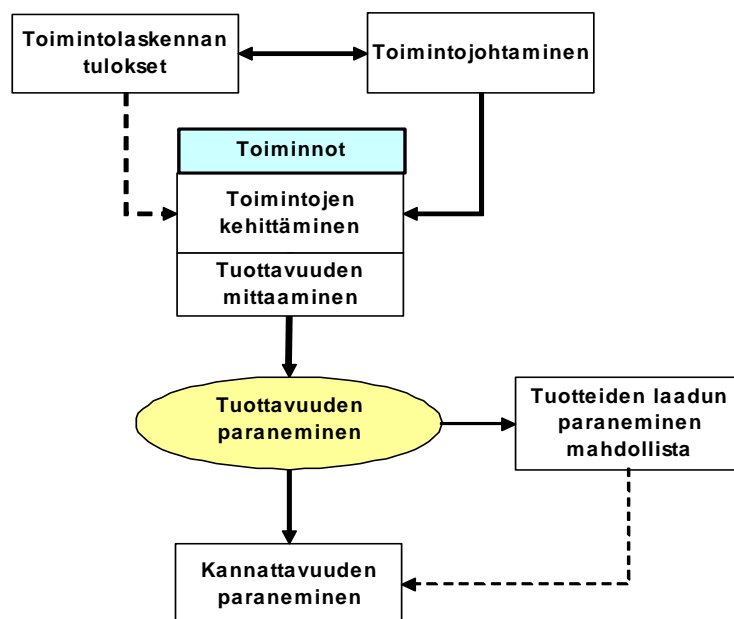 Toimintolaskennan
tulokset
Toimintojohtaminen
Toiminnot
Toimintojen
kehittäminen
Tuottavuuden
mittaaminen
Tuottavuuden
paraneminen
Tuotteiden laadun
paraneminen
mahdollista
Kannattavuuden
paraneminen